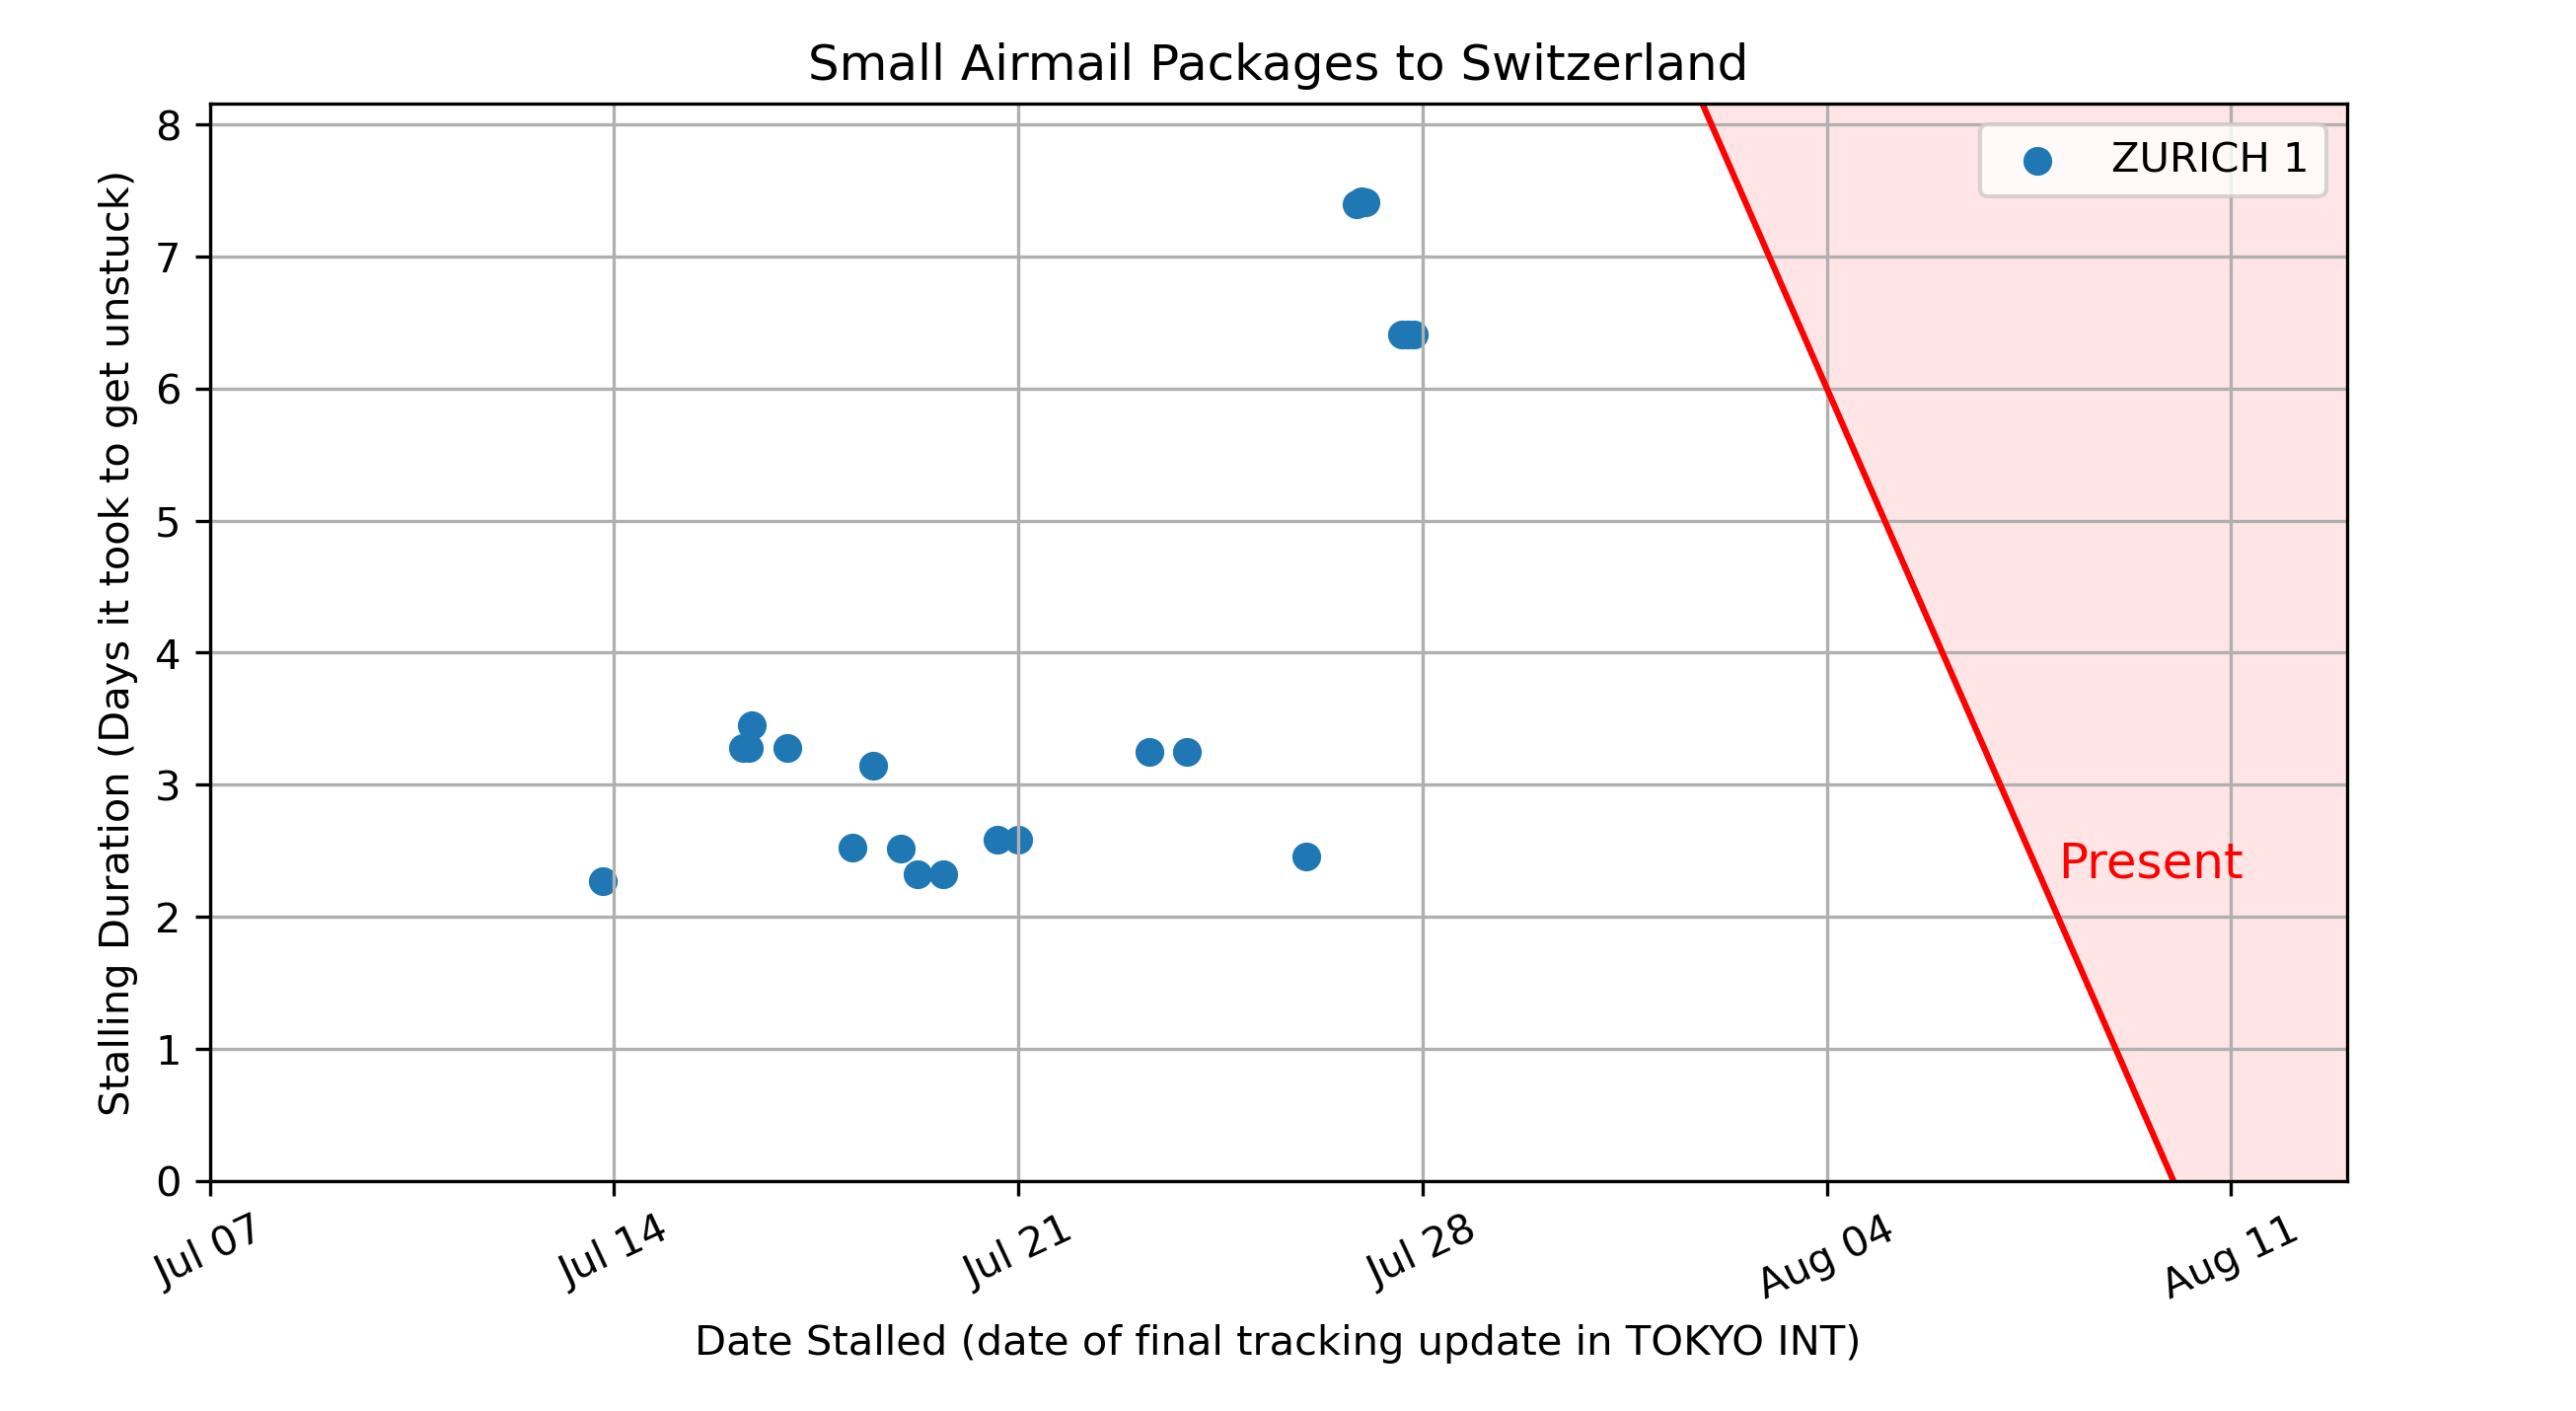 Small Airmail Packages to Switzerland
Stalling Duration (Days it took to get unstuck)
8
7
6
5
4
3
2
1
0
ZURICH 1
Present
Jul 07
Jul 14
Jul 21
Jul 28
Aug 04
Aug 11
Date Stalled (date of final tracking update in TOKYO INT)